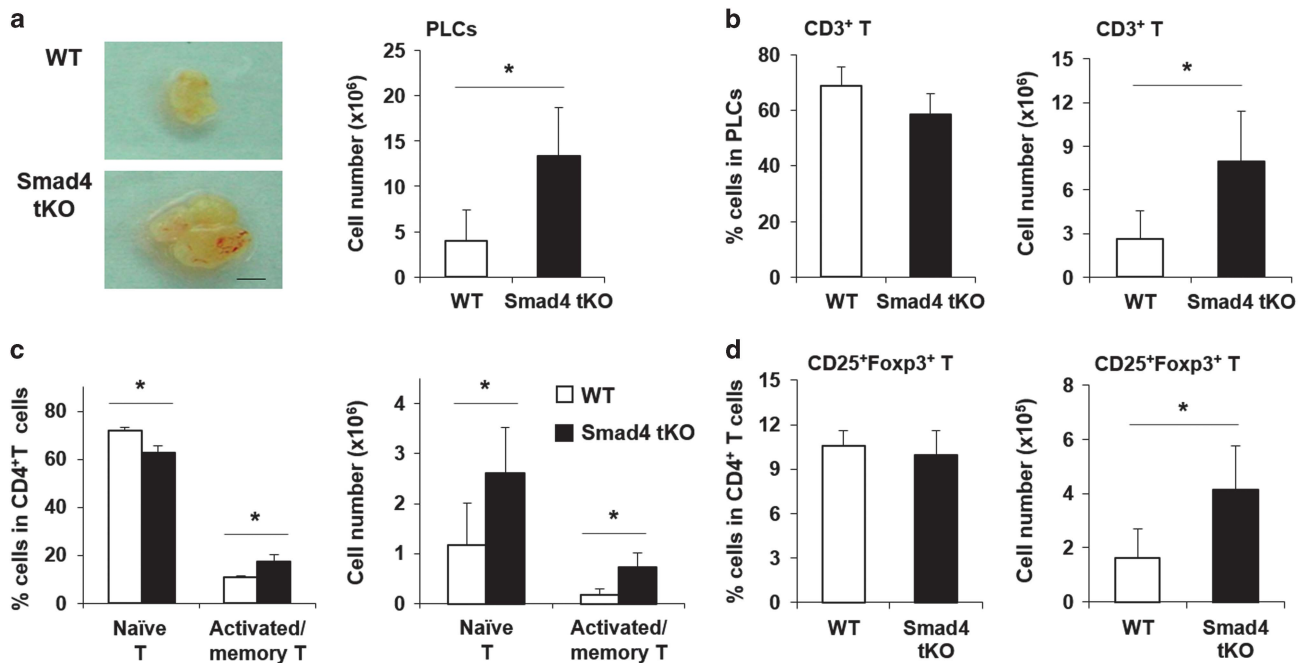 a
WT
Smad4
tKO
PLCs
Cell number (x10⁶)
25
20
15
10
5
0
*
WT
Smad4 tKO
b
CD3⁺ T
% cells in PLCs
80
60
40
20
0
WT
Smad4 tKO
CD3⁺ T
Cell number (x10⁶)
15
12
9
6
3
0
*
WT
Smad4 tKO
c
% cells in CD4⁺T cells
80
60
40
20
0
*
*
Naïve
T
Activated/
memory T
Cell number (x10⁶)
4
3
2
1
0
*
*
WT
Smad4 tKO
Naïve
T
Activated/
memory T
d
CD25⁺Foxp3⁺ T
% cells in CD4⁺ T cells
15
12
9
6
3
0
WT
Smad4
tKO
CD25⁺Foxp3⁺ T
Cell number (x10⁵)
8
6
4
2
0
*
WT
Smad4
tKO